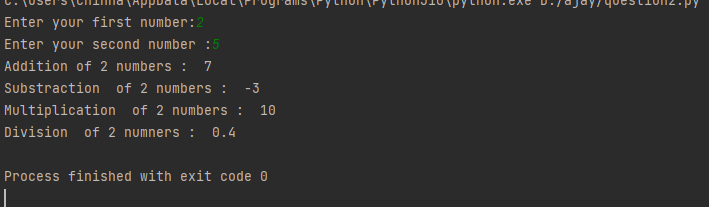 C:\Users\Chinna\AppData\Local\Programs\Python\Python310\python.exe D:/ajay/question2.py
Enter your first number:2
Enter your second number :5
Addition of 2 numbers :  7
Substraction  of 2 numbers :  -3
Multiplication  of 2 numbers :  10
Division  of 2 numners :  0.4
Process finished with exit code 0